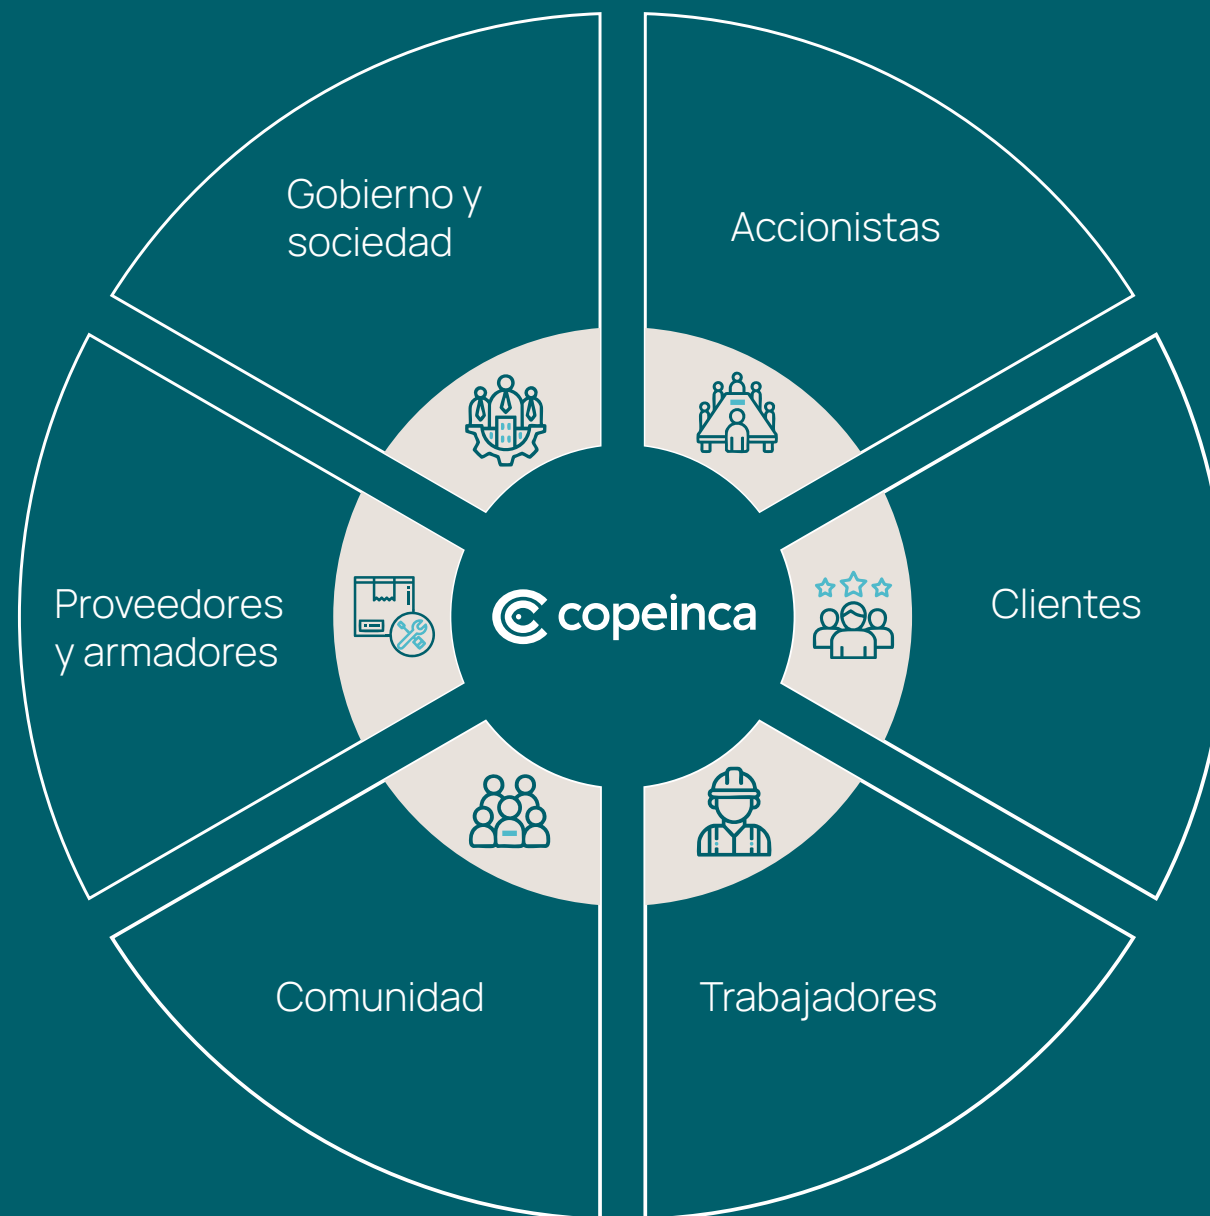 Gobierno y
sociedad
Accionistas
Proveedores
y armadores
copeinca
Clientes
Comunidad
Trabajadores